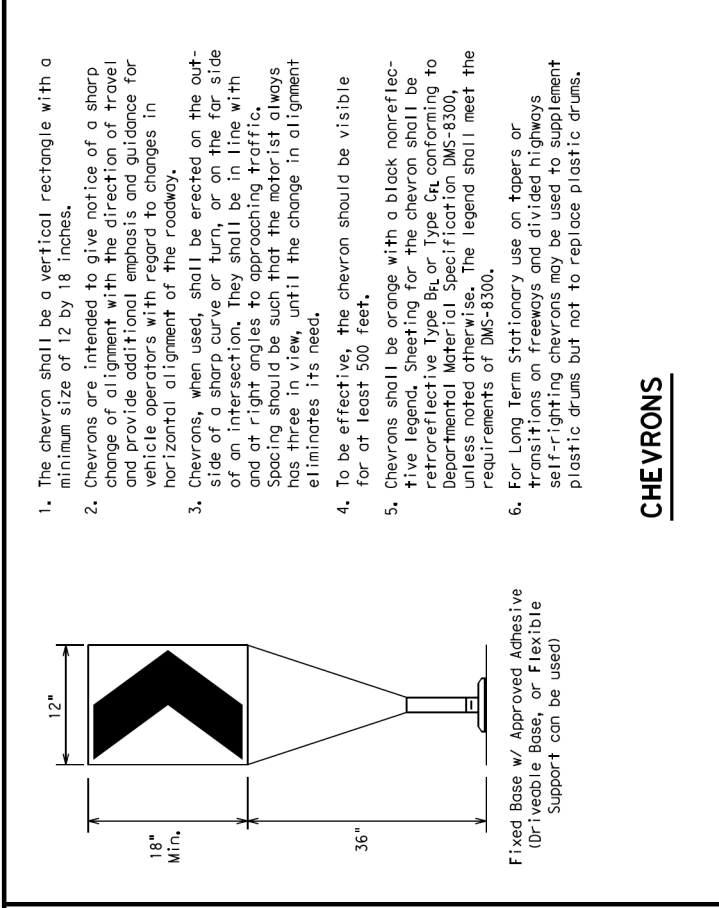 12"
18"
Min.
36"
Fixed Base w/ Approved Adhesive
(Driveable Base, or Flexible
Support can be used)
1. The chevron shall be a vertical rectangle with a
minimum size of 12 by 18 inches.
2. Chevrons are intended to give notice of a sharp
change of alignment with the direction of travel
and provide additional emphasis and guidance for
vehicle operators with regard to changes in
horizontal alignment of the roadway.
3. Chevrons, when used, shall be erected on the out-
side of a sharp curve or turn, or on the far side
of an intersection. They shall be in line with
and at right angles to approaching traffic.
Spacing should be such that the motorist always
has three in view, until the change in alignment
eliminates its need.
4. To be effective, the chevron should be visible
for at least 500 feet.
5. Chevrons shall be orange with a black nonreflec-
tive legend. Sheeting for the chevron shall be
retroreflective Type BFL or Type CFL conforming to
Departmental Material Specification DMS-8300,
unless noted otherwise. The legend shall meet the
requirements of DMS-8300.
6. For Long Term Stationary use on tapers or
transitions on freeways and divided highways
self-righting chevrons may be used to supplement
plastic drums but not to replace plastic drums.
CHEVRONS